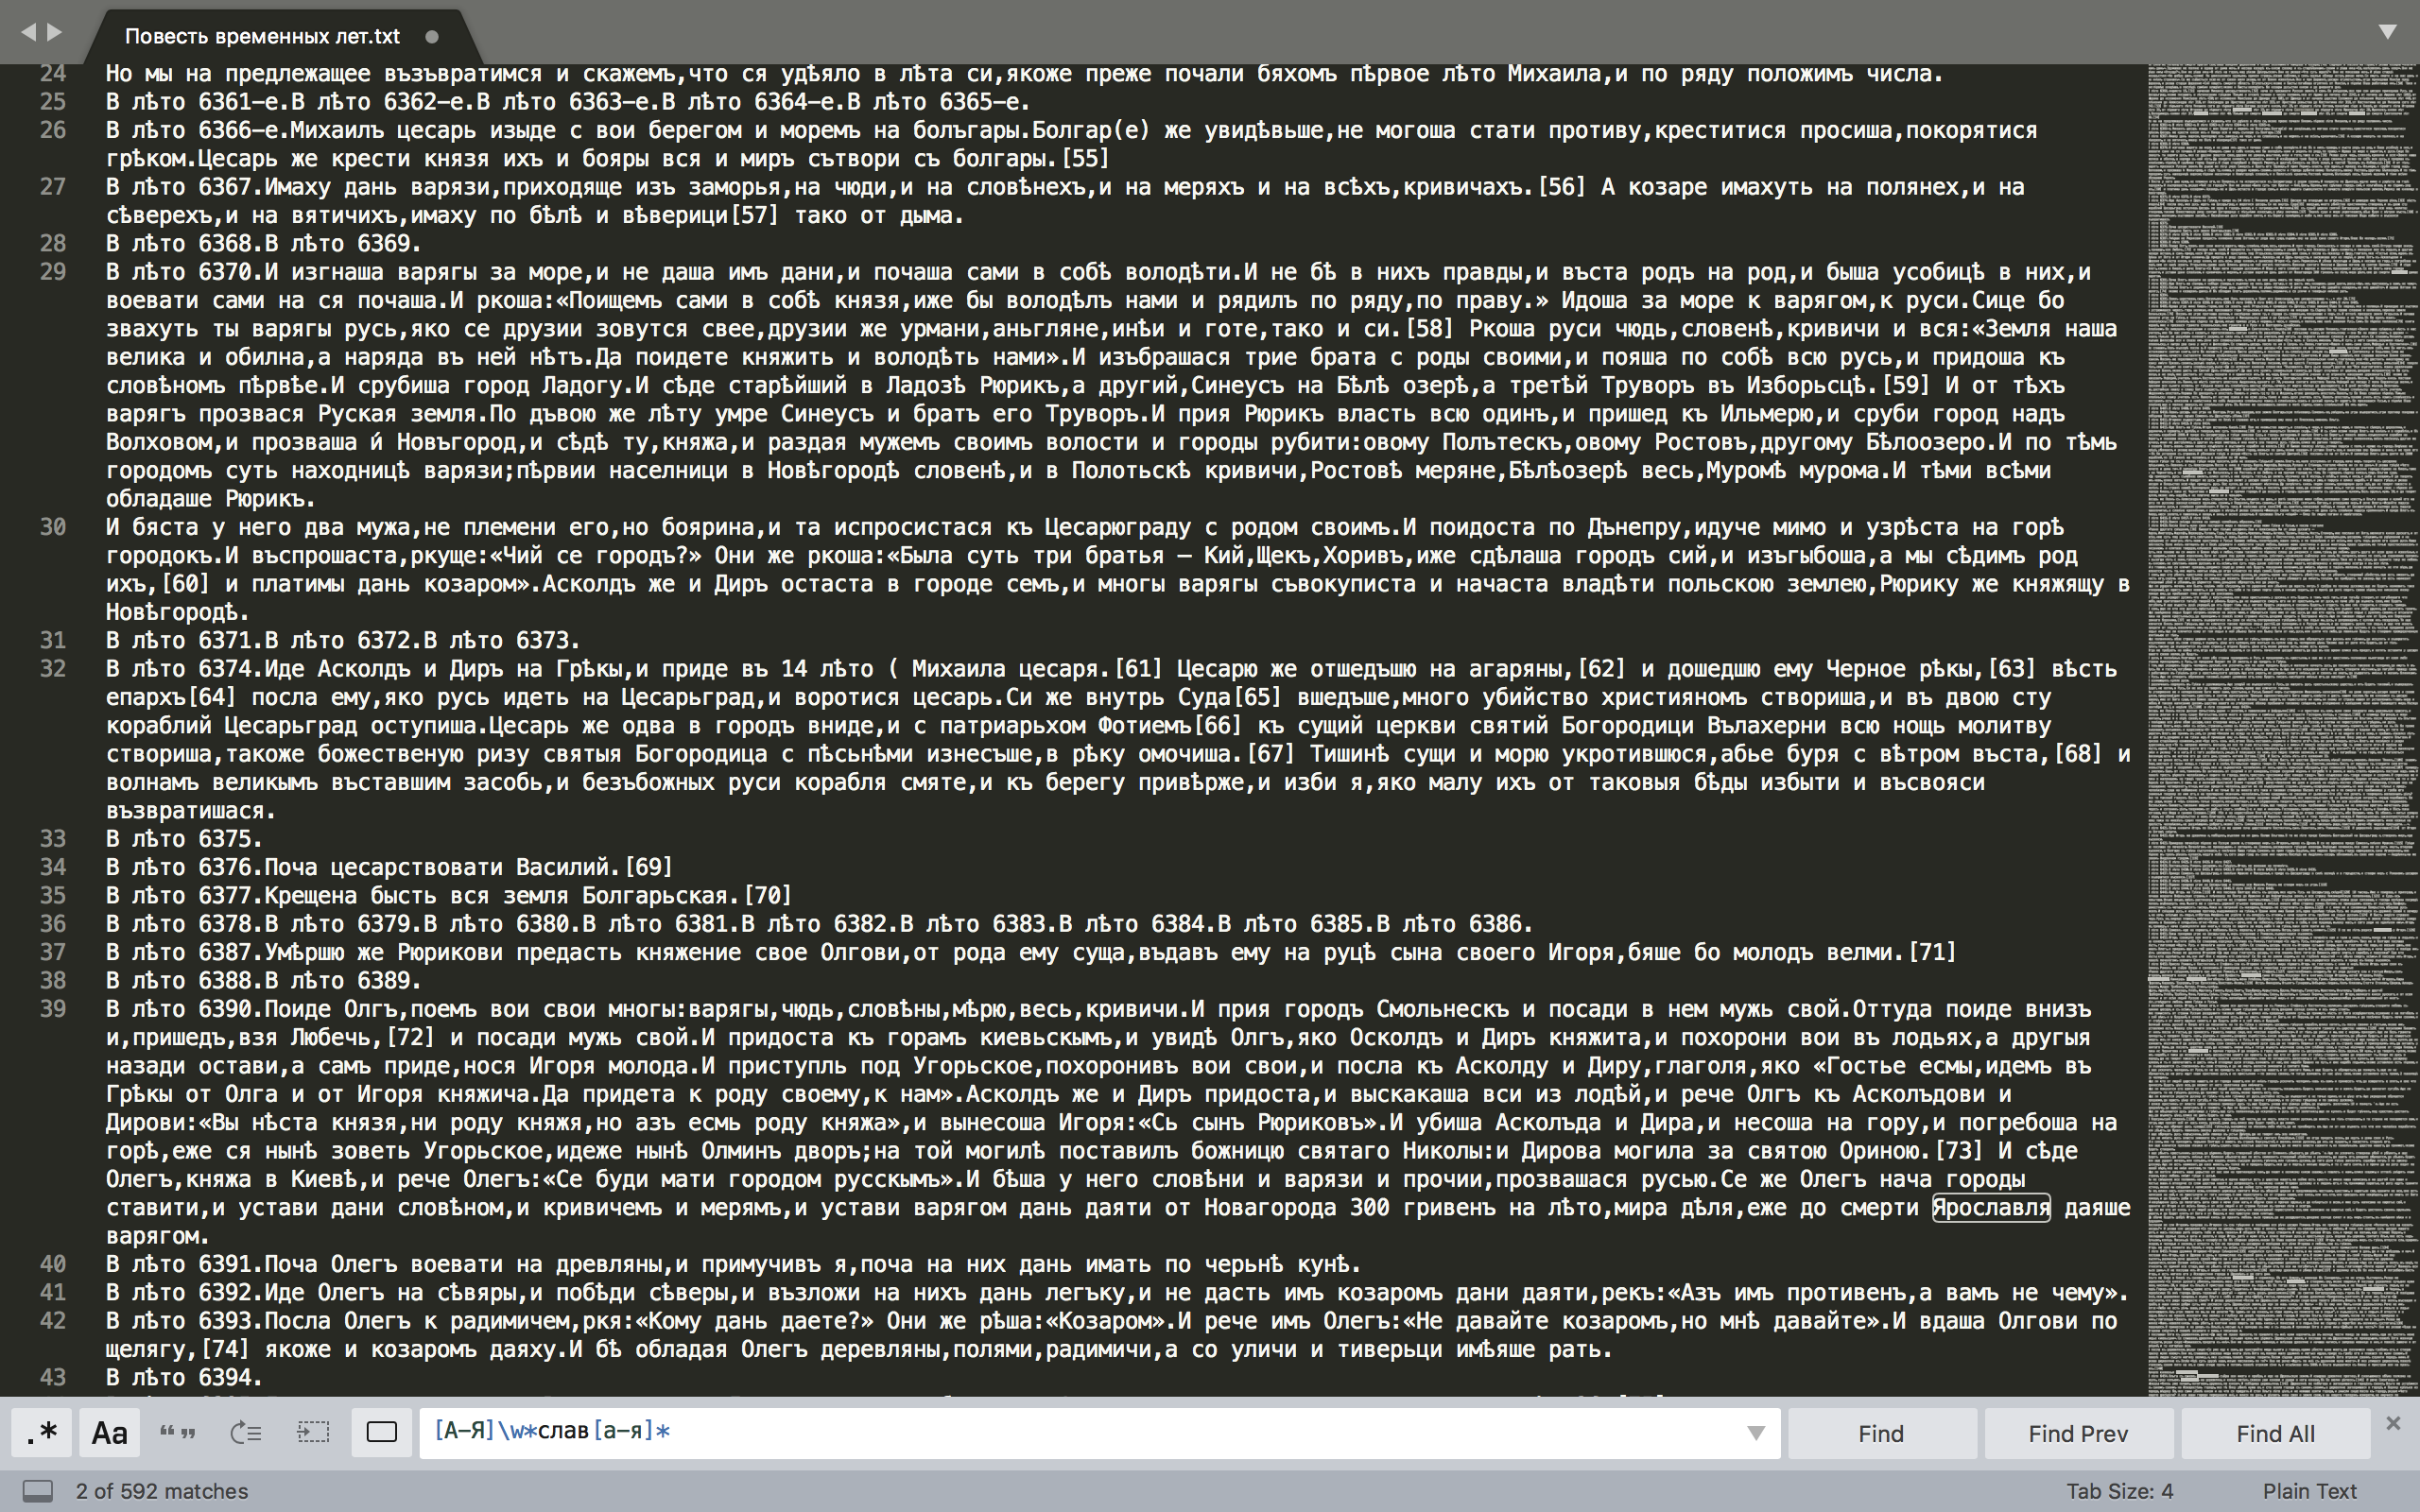 Повесть временных лет.txt
24 Но мы на предлежащее възъвратимся и скажемъ,что ся удѣяло в лѣта си,якоже преже почали бяхомъ пѣрвое лѣто Михаила,и по ряду положимъ числа.
25 В лѣто 6361-е.В лѣто 6362-е.В лѣто 6363-е.В лѣто 6364-е.В лѣто 6365-е.
26 В лѣто 6366-е.Михаилъ цесарь изыде с вои берегом и моремъ на болъгары.Болгар(е) же увидѣвьше,не могоша стати противу,креститися просиша,покорятися
грѣком.Цесарь же крести князя ихъ и бояры вся и миръ сътвори съ болгары.[55]
27 В лѣто 6367.Имаху дань варязи,приходяще изъ заморья,на чюди,и на словѣнехъ,и на меряхъ и на всѣхъ,кривичахъ.[56] А козаре имахуть на полянех,и на
сѣверехъ,и на вятичихъ,имаху по бѣлѣ и вѣверици[57] тако от дыма.
28 В лѣто 6368.В лѣто 6369.
29 В лѣто 6370.И изгнаша варягы за море,и не даша имъ дани,и почаша сами в собѣ володѣти.И не бѣ в нихъ правды,и въста родъ на род,и быша усобицѣ в них,и
воевати сами на ся почаша.И ркоша:«Поищемъ сами в собѣ князя,иже бы володѣлъ нами и рядилъ по ряду,по праву.» Идоша за море к варягом,к руси.Сице бо
звахуть ты варягы русь,яко се друзии зовутся свее,друзии же урмани,аньгляне,инѣи и готе,тако и си.[58] Ркоша руси чюдь,словенѣ,кривичи и вся:«Земля наша
велика и обилна,а наряда въ ней нѣтъ.Да поидете княжить и володѣть нами».И изъбрашася трие брата с роды своими,и пояша по собѣ всю русь,и придоша къ
словѣномъ пѣрвѣе.И срубиша город Ладогу.И сѣде старѣйший в Ладозѣ Рюрикъ,а другий,Синеусъ на Бѣлѣ озерѣ,а третѣй Труворъ въ Изборьсцѣ.[59] И от тѣхъ
варягъ прозвася Руская земля.По дъвою же лѣту умре Синеусъ и братъ его Труворъ.И прия Рюрикъ власть всю одинъ,и пришед къ Ильмерю,и сруби город надъ
Волховом,и прозваша й Новъгород,и сѣдѣ ту,княжа,и раздая мужемъ своимъ волости и городы рубити:овому Полътескъ,овому Ростовъ,другому Бѣлоозеро.И по тѣмь
городомъ суть находницѣ варязи;пѣрвии населници в Новѣгородѣ словенѣ,и в Полотьскѣ кривичи,Ростовѣ меряне,Бѣлѣозерѣ весь,Муромѣ мурома.И тѣми всѣми
обладаше Рюрикъ.
30 И бяста у него два мужа,не племени его,но боярина,и та испросистася къ Цесарюграду с родом своимъ.И поидоста по Дънепру,идуче мимо и узрѣста на горѣ
городокъ.И въспрошаста,ркуще:«Чий се городъ?» Они же ркоша:«Была суть три братья – Кий,Щекъ,Хоривъ,иже сдѣлаша городъ сий,и изъгыбоша,а мы сѣдимъ род
ихъ,[60] и платимы дань козаром».Асколдъ же и Диръ остаста в городе семъ,и многы варягы съвокуписта и начаста владѣти польскою землею,Рюрику же княжящу в
Новѣгородѣ.
31 В лѣто 6371.В лѣто 6372.В лѣто 6373.
32 В лѣто 6374.Иде Асколдъ и Диръ на Грѣкы,и приде въ 14 лѣто ( Михаила цесаря.[61] Цесарю же отшедъшю на агаряны,[62] и дошедшю ему Черное рѣкы,[63] вѣсть
епархъ[64] посла ему,яко русь идеть на Цесарьград,и воротися цесарь.Си же внутрь Суда[65] вшедъше,много убийство християномъ створиша,и въ двою сту
кораблий Цесарьград оступиша.Цесарь же одва в городъ вниде,и с патриарьхом Фотиемъ[66] къ сущий церкви святий Богородици Вълахерни всю нощь молитву
створиша,такоже божественую ризу святыя Богородица с пѣсьнѣми изнесъше,в рѣку омочиша.[67] Тишинѣ сущи и морю укротившюся,абье буря с вѣтром въста,[68] и
волнамъ великымъ въставшим засобь,и безъбожных руси корабля смяте,и къ берегу привѣрже,и изби я,яко малу ихъ от таковыя бѣды избыти и въсвояси
възвратишася.
33 В лѣто 6375.
34 В лѣто 6376.Поча цесарствовати Василий.[69]
35 В лѣто 6377.Крещена бысть вся земля Болгарьская.[70]
36 В лѣто 6378.В лѣто 6379.В лѣто 6380.В лѣто 6381.В лѣто 6382.В лѣто 6383.В лѣто 6384.В лѣто 6385.В лѣто 6386.
37 В лѣто 6387.Умѣршю же Рюрикови предасть княжение свое Олгови,от рода ему суща,въдавъ ему на руцѣ сына своего Игоря,бяше бо молодъ велми.[71]
38 В лѣто 6388.В лѣто 6389.
39 В лѣто 6390.Поиде Олгъ,поемъ вои свои многы:варягы,чюдь,словѣны,мѣрю,весь,кривичи.И прия городъ Смольнескъ и посади в нем мужь свой.Оттуда поиде внизъ
и,пришедъ,взя Любечь,[72] и посади мужь свой.И придоста къ горамъ киевьскымъ,и увидѣ Олгъ,яко Осколдъ и Диръ княжита,и похорони вои въ лодьях,а другыя
назади остави,а самъ приде,нося Игоря молода.И приступль под Угорьское,похоронивъ вои свои,и посла къ Асколду и Диру,глаголя,яко «Гостье есмы,идемъ въ
Грѣкы от Олга и от Игоря княжича.Да придета к роду своему,к нам».Асколдъ же и Диръ придоста,и выскакаша вси из лодѣй,и рече Олгъ къ Асколъдови и
Дирови:«Вы нѣста князя,ни роду княжя,но азъ есмь роду княжа»,и вынесоша Игоря:«Сь сынъ Рюриковъ».И убиша Асколъда и Дира,и несоша на гору,и погребоша на
горѣ,еже ся нынѣ зоветь Угорьское,идеже нынѣ Олминъ дворъ;на той могилѣ поставилъ божницю святаго Николы:и Дирова могила за святою Ориною.[73] И сѣде
Олегъ,княжа в Киевѣ,и рече Олегъ:«Се буди мати городом русскымъ».И бѣша у него словѣни и варязи и прочии,прозвашася русью.Се же Олегъ нача городы
ставити,и устави дани словѣном,и кривичемъ и мерямъ,и устави варягом дань даяти от Новагорода 300 гривенъ на лѣто,мира дѣля,еже до смерти Ярославля даяше
варягом.
40 В лѣто 6391.Поча Олегъ воевати на древляны,и примучивъ я,поча на них дань имать по черьнѣ кунѣ.
41 В лѣто 6392.Иде Олегъ на сѣвяры,и побѣди сѣверы,и възложи на нихъ дань легъку,и не дасть имъ козаромъ дани даяти,рекъ:«Азъ имъ противенъ,а вамъ не чему».
42 В лѣто 6393.Посла Олегъ к радимичем,ркя:«Кому дань даете?» Они же рѣша:«Козаром».И рече имъ Олегъ:«Не давайте козаромъ,но мнѣ давайте».И вдаша Олгови по
щелягу,[74] якоже и козаромъ даяху.И бѣ обладая Олегъ деревляны,полями,радимичи,а со уличи и тиверьци имѣяше рать.
43 В лѣто 6394.
.* Aa “” [А-Я]\w*слав[а-я]* Find Find Prev Find All
2 of 592 matches Tab Size: 4 Plain Text